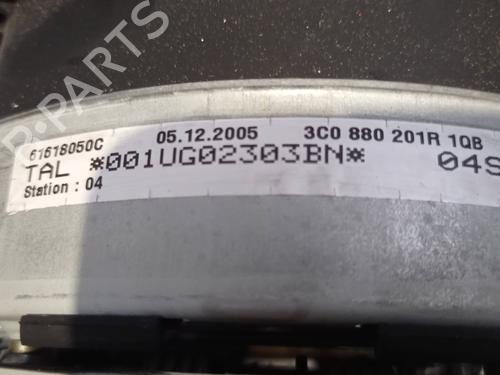 61618050C 05.12.2005 3C0 880 201R 1QB
TAL *001UG02303BN* 04S
Station : 04
B-PARTS